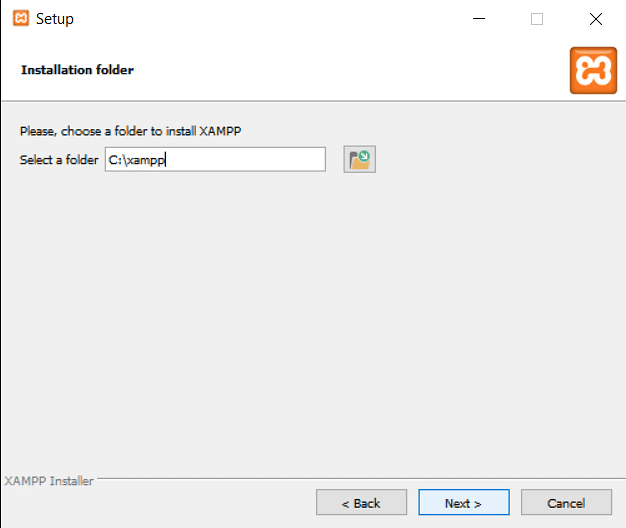 Setup
Installation folder
Please, choose a folder to install XAMPP
Select a folder C:\xampp
XAMPP Installer
< Back Next > Cancel